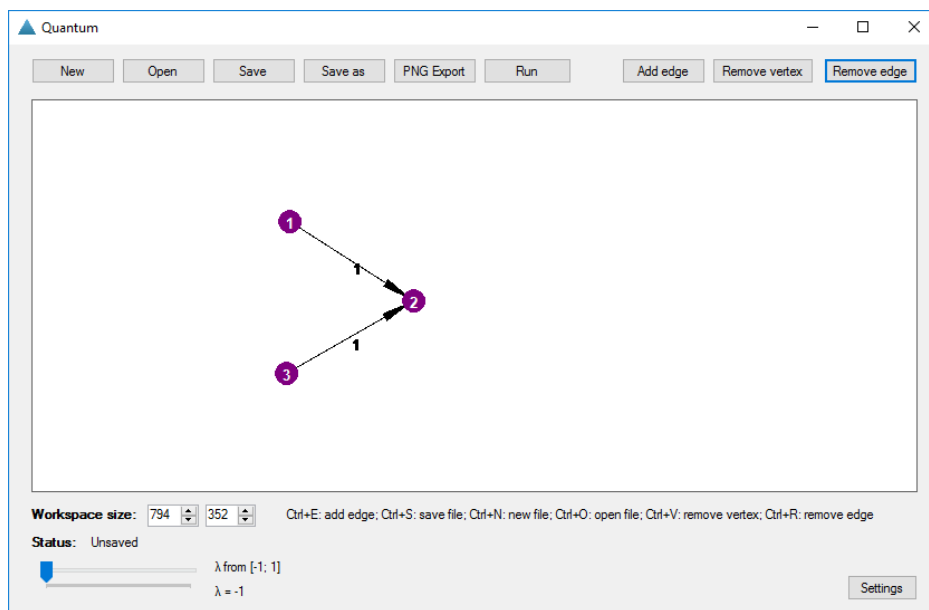 Quantum
New Open Save Save as PNG Export Run Add edge Remove vertex Remove edge
1
1
2
1
3
Workspace size: 794 352 Ctrl+E: add edge; Ctrl+S: save file; Ctrl+N: new file; Ctrl+O: open file; Ctrl+V: remove vertex; Ctrl+R: remove edge
Status: Unsaved
λ from [-1; 1]
λ = -1
Settings